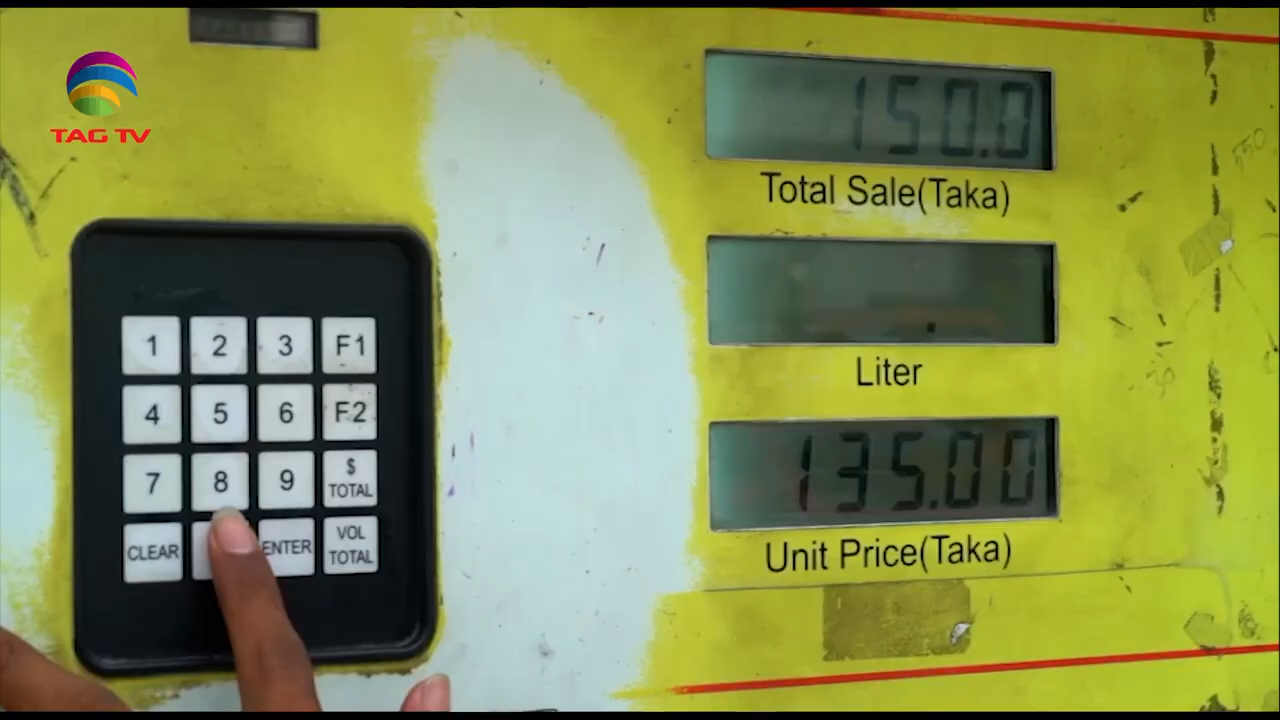 TAG TV
150.0
Total Sale(Taka)
Liter
135.00
Unit Price(Taka)
1 2 3 F1
4 5 6 F2
7 8 9 $ TOTAL
CLEAR ENTER VOL TOTAL
550